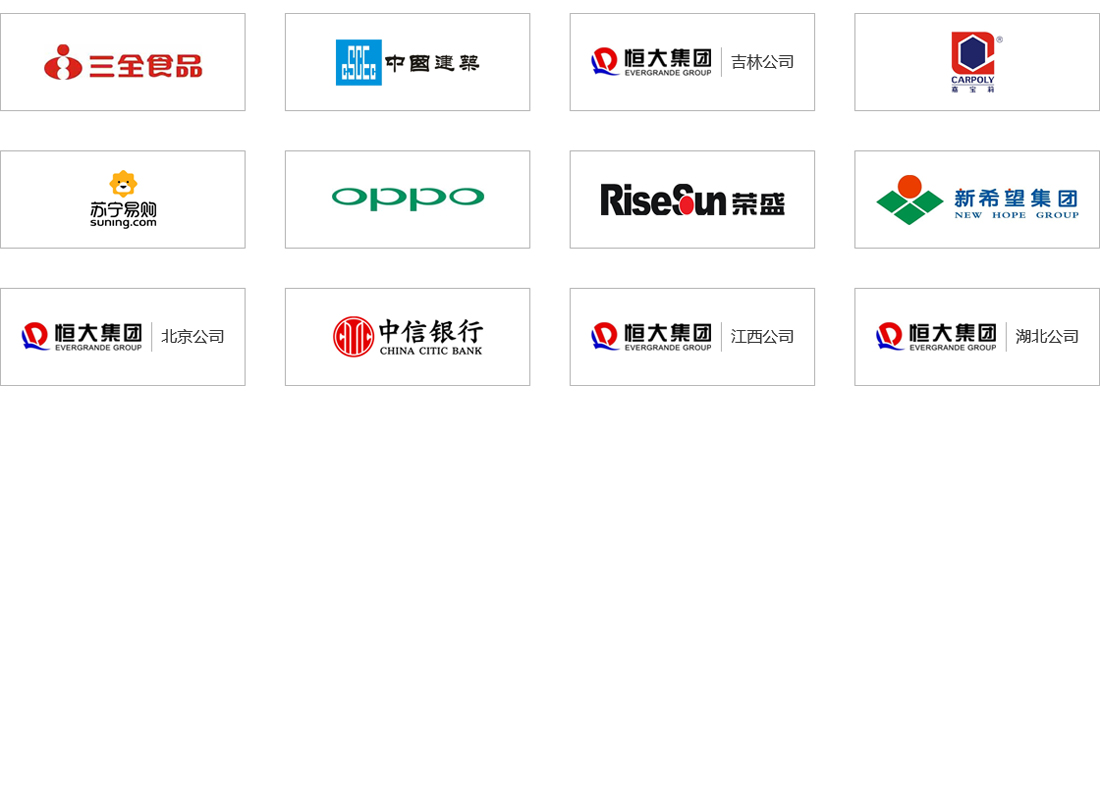 三全食品
CSCEC
中國建築
恒大集团
EVERGRANDE GROUP
吉林公司
®
CARPOLY
嘉宝莉
苏宁易购
suning.com
oppo
RiseSun 荣盛
新希望集团
NEW HOPE GROUP
恒大集团
EVERGRANDE GROUP
北京公司
中信银行
CHINA CITIC BANK
恒大集团
EVERGRANDE GROUP
江西公司
恒大集团
EVERGRANDE GROUP
湖北公司